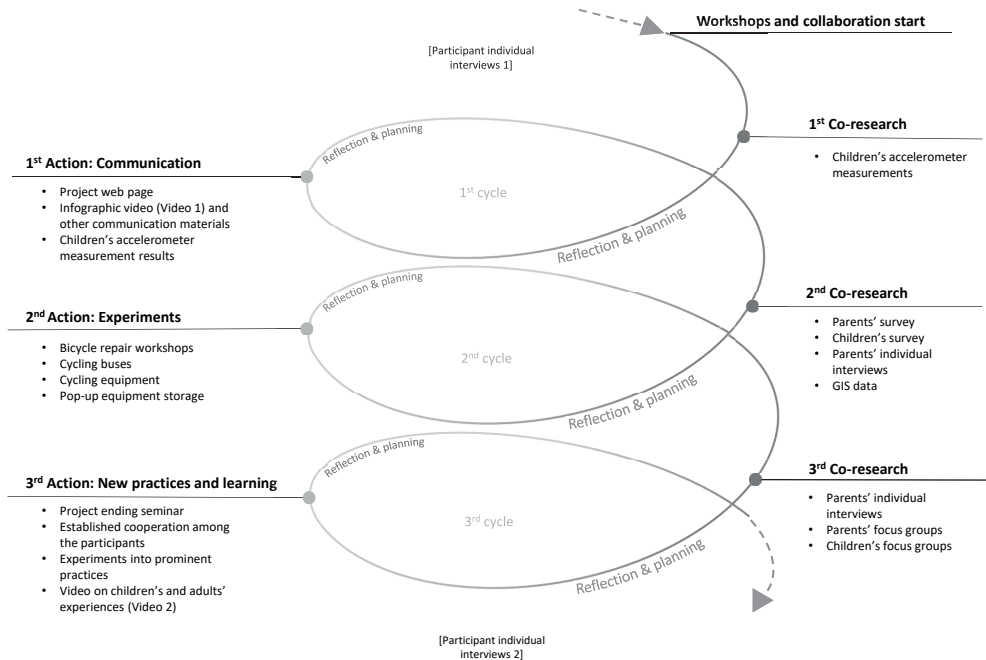 Workshops and collaboration start
[Participant individual
interviews 1]
1st Co-research
• Children’s accelerometer
measurements
Reflection & planning
1st Action: Communication
• Project web page
• Infographic video (Video 1) and
other communication materials
• Children’s accelerometer
measurement results
1st cycle
Reflection & planning
2nd Co-research
• Parents’ survey
• Children’s survey
• Parents’ individual
interviews
• GIS data
Reflection & planning
2nd Action: Experiments
• Bicycle repair workshops
• Cycling buses
• Cycling equipment
• Pop-up equipment storage
2nd cycle
Reflection & planning
3rd Co-research
• Parents’ individual
interviews
• Parents’ focus groups
• Children’s focus groups
Reflection & planning
3rd Action: New practices and learning
• Project ending seminar
• Established cooperation among
the participants
• Experiments into prominent
practices
• Video on children’s and adults’
experiences (Video 2)
3rd cycle
Reflection & planning
[Participant individual
interviews 2]